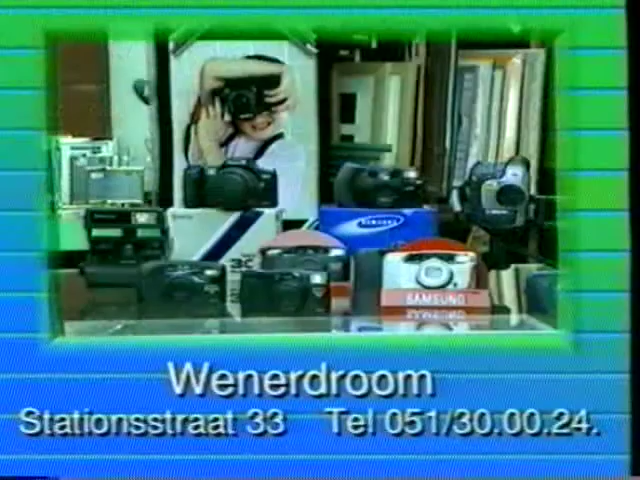 SAMSUNG
SAMSUNG
Wenerdroom
Stationsstraat 33 Tel 051/30.00.24.